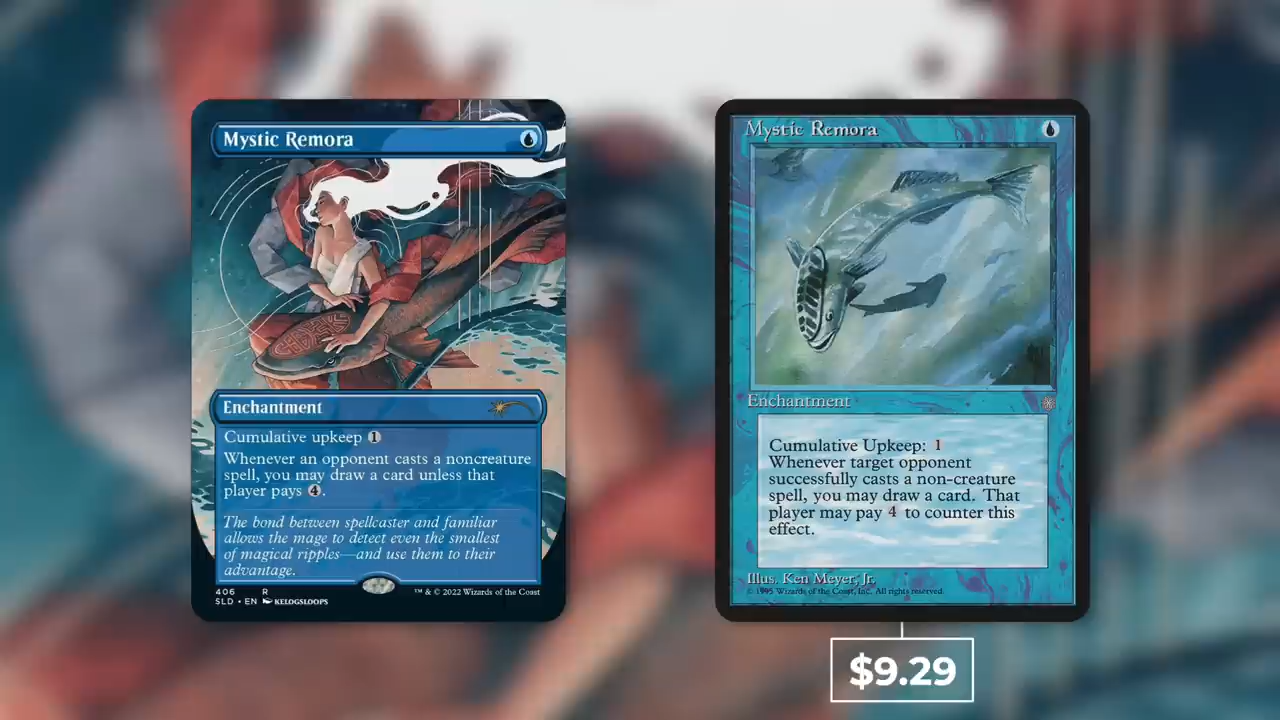 Mystic Remora
Enchantment
Cumulative upkeep 1
Whenever an opponent casts a noncreature
spell, you may draw a card unless that
player pays 4.
The bond between spellcaster and familiar
allows the mage to detect even the smallest
of magical ripples—and use them to their
advantage.
406 R
SLD • EN KELOGSLOOPS
™ & © 2022 Wizards of the Coast
Mystic Remora
Enchantment
Cumulative Upkeep: 1
Whenever target opponent
successfully casts a non-creature
spell, you may draw a card. That
player may pay 4 to counter this
effect.
Illus. Ken Meyer, Jr.
© 1995 Wizards of the Coast, Inc. All rights reserved.
$9.29